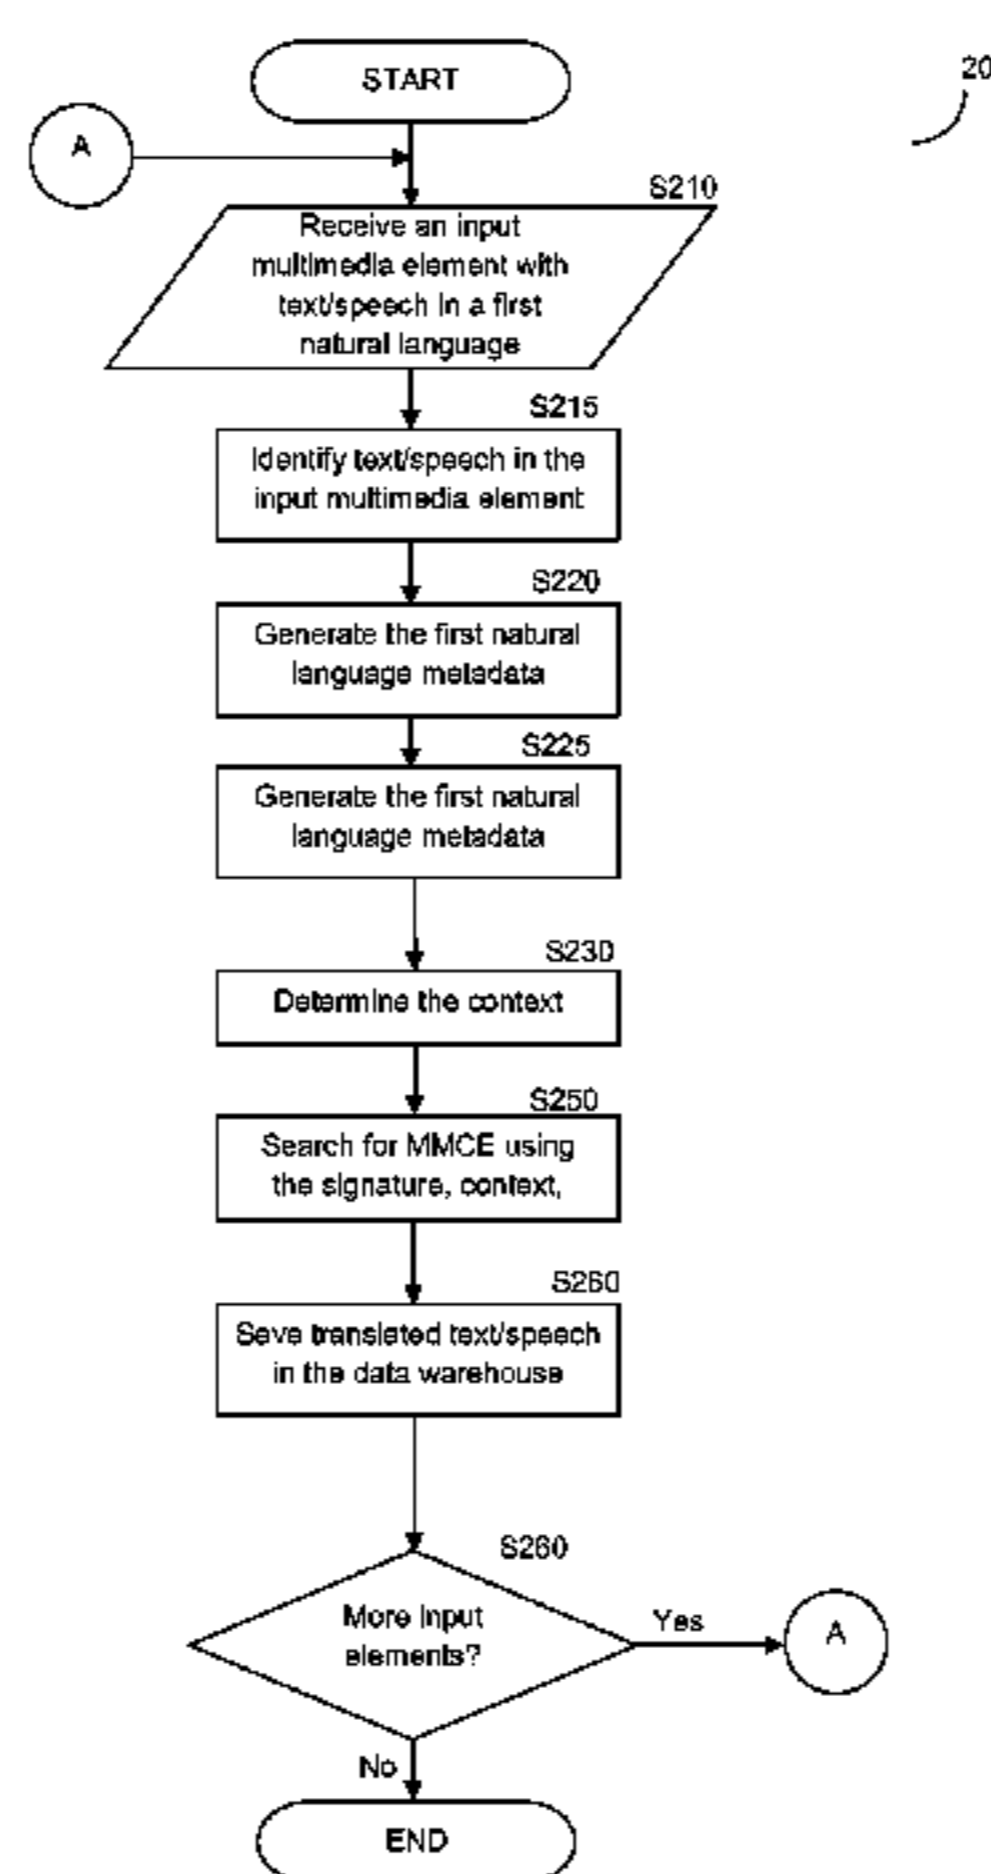 START
20
A
S210
Receive an input
multimedia element with
text/speech in a first
natural language
S215
Identify text/speech in the
input multimedia element
S220
Generate the first natural
language metadata
S225
Generate the first natural
language metadata
S230
Determine the context
S250
Search for MMCE using
the signature, context,
S260
Save translated text/speech
in the data warehouse
S260
More input
elements?
Yes
A
No
END